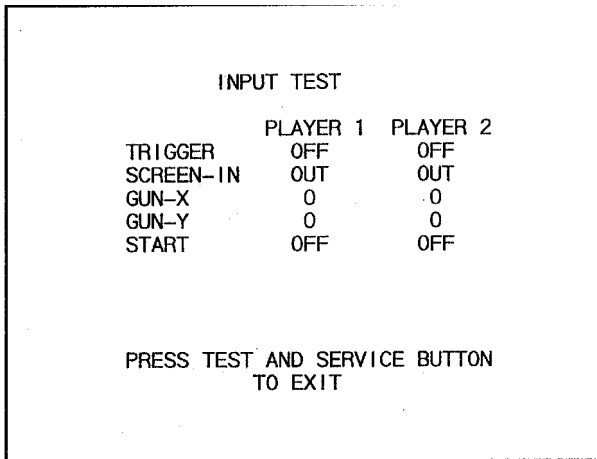 INPUT TEST
PLAYER 1 PLAYER 2
TRIGGER OFF OFF
SCREEN-IN OUT OUT
GUN-X 0 0
GUN-Y 0 0
START OFF OFF
PRESS TEST AND SERVICE BUTTON
TO EXIT